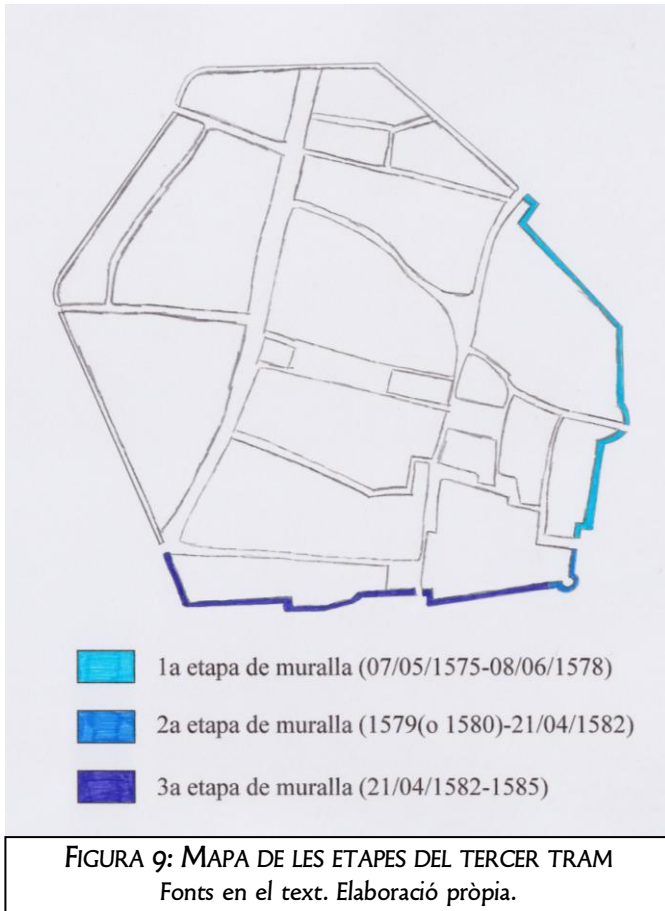 1a etapa de muralla (07/05/1575-08/06/1578)
2a etapa de muralla (1579(o 1580)-21/04/1582)
3a etapa de muralla (21/04/1582-1585)
FIGURA 9: MAPA DE LES ETAPES DEL TERCER TRAM
Fonts en el text. Elaboració pròpia.